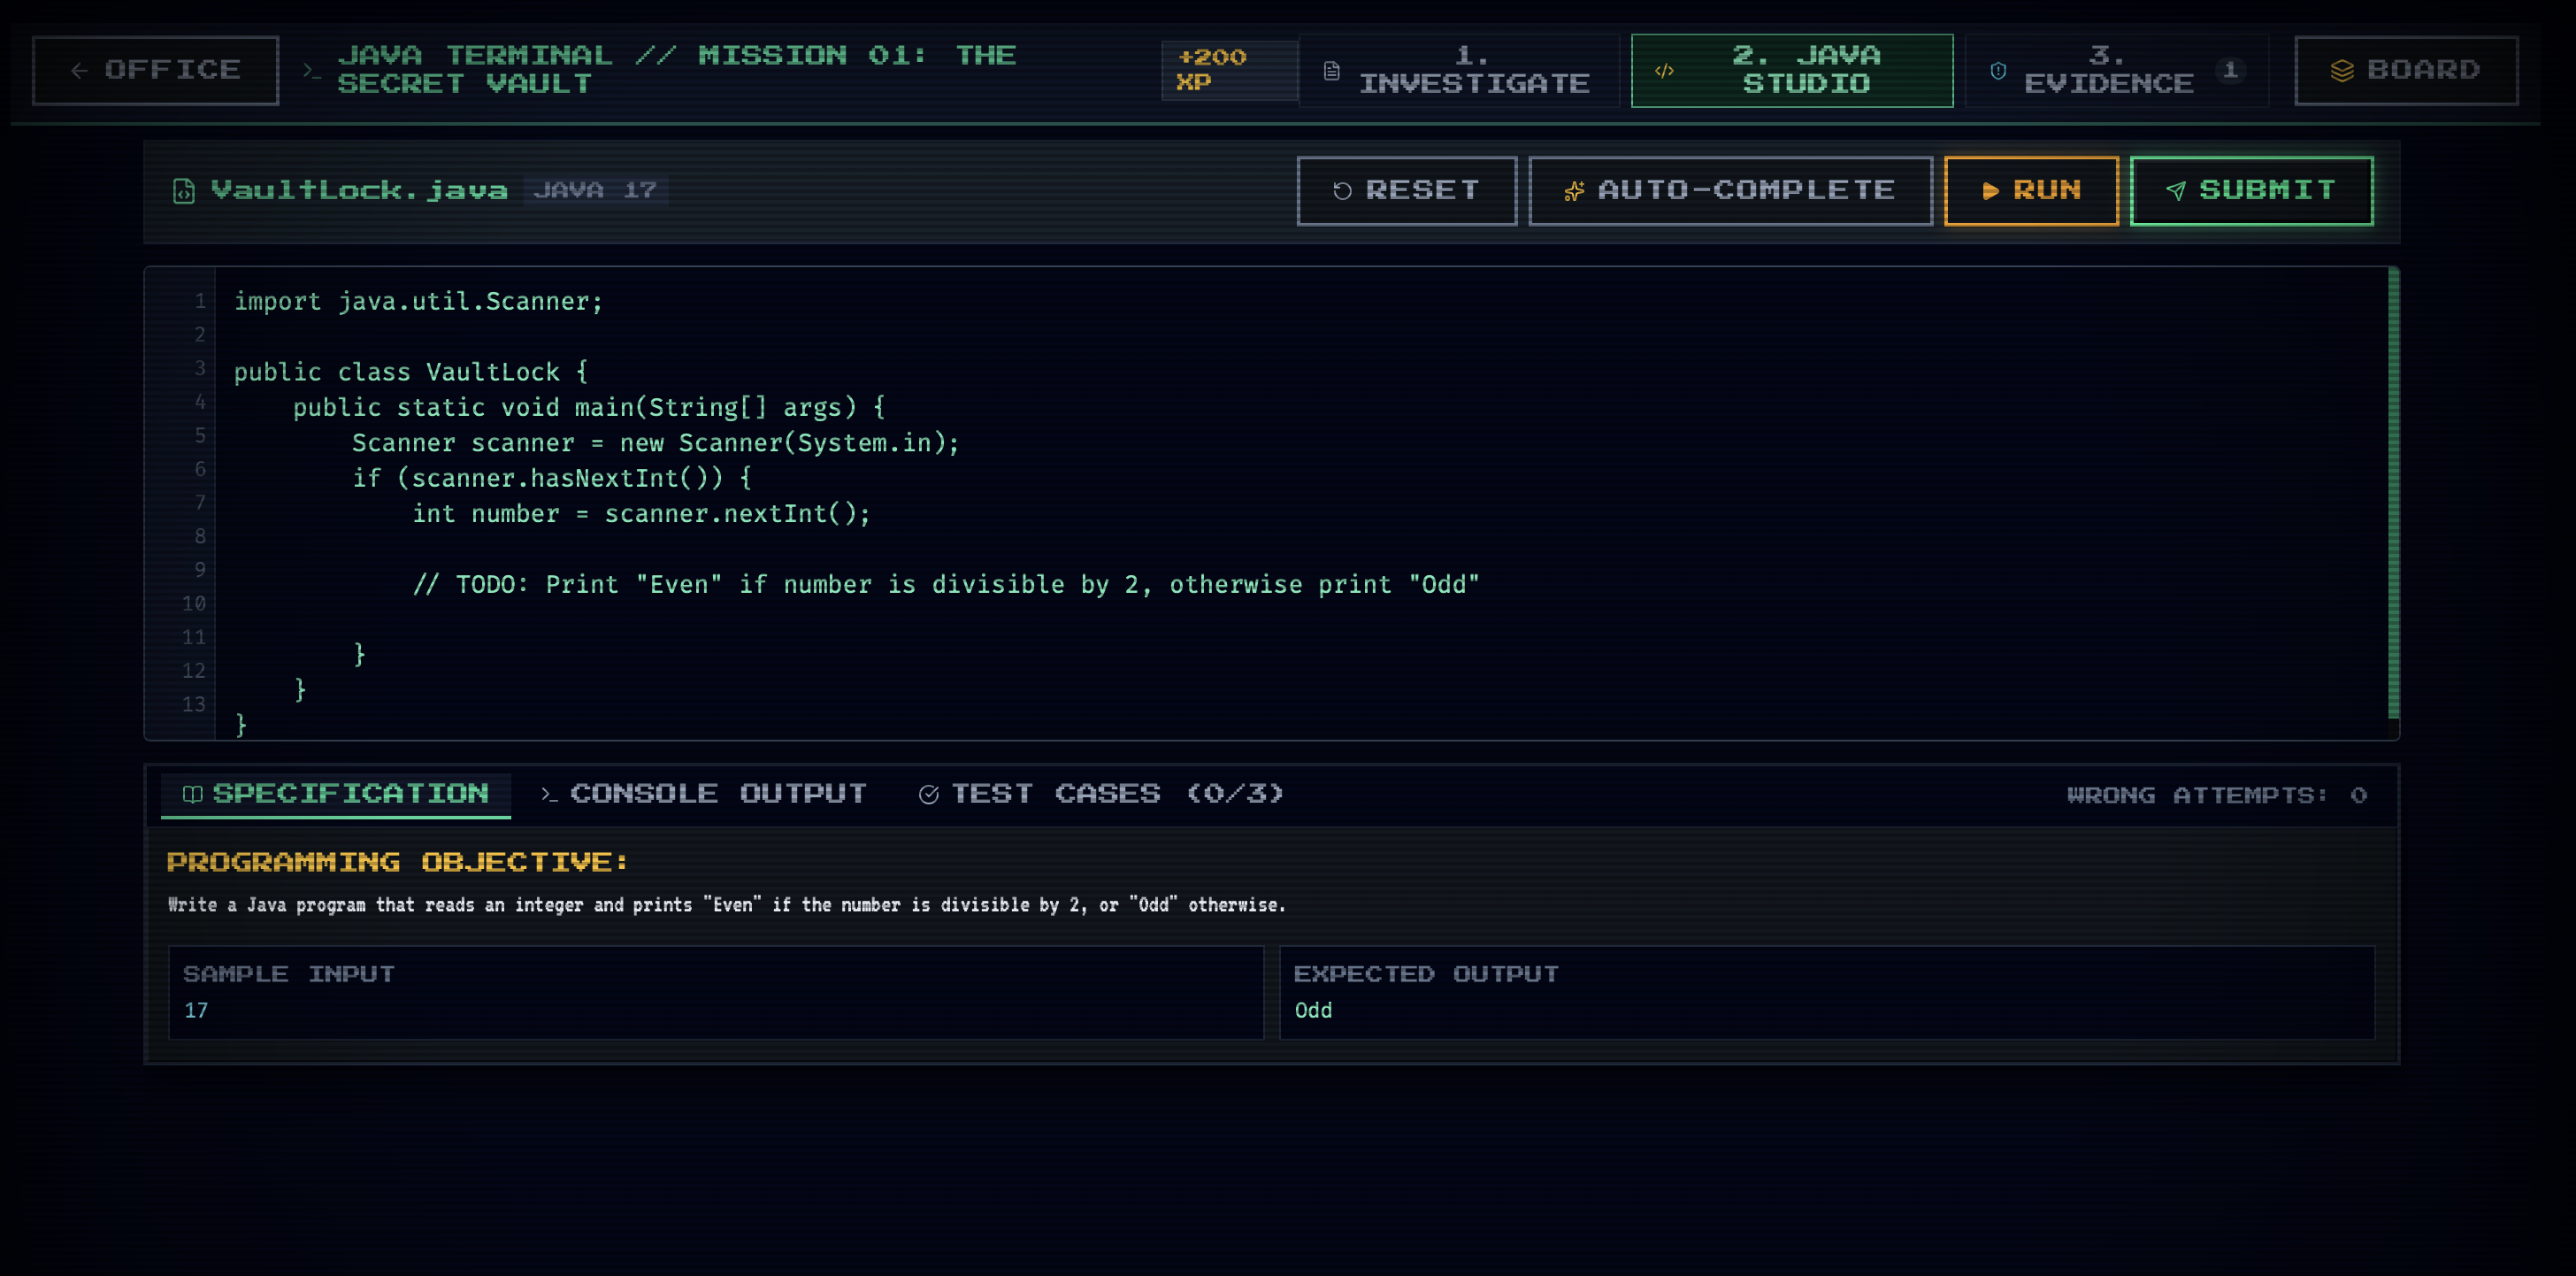 ← OFFICE
>_ JAVA TERMINAL // MISSION 01: THE
SECRET VAULT
+200
XP
1.
INVESTIGATE
</> 2. JAVA
STUDIO
3.
EVIDENCE 1
BOARD
VaultLock.java JAVA 17
RESET
AUTO-COMPLETE
RUN
SUBMIT
1 import java.util.Scanner;
2
3 public class VaultLock {
4     public static void main(String[] args) {
5         Scanner scanner = new Scanner(System.in);
6         if (scanner.hasNextInt()) {
7             int number = scanner.nextInt();
8
9             // TODO: Print "Even" if number is divisible by 2, otherwise print "Odd"
10
11         }
12     }
13 }
SPECIFICATION
>_ CONSOLE OUTPUT
TEST CASES (0/3)
WRONG ATTEMPTS: 0
PROGRAMMING OBJECTIVE:
Write a Java program that reads an integer and prints "Even" if the number is divisible by 2, or "Odd" otherwise.
SAMPLE INPUT
17
EXPECTED OUTPUT
Odd